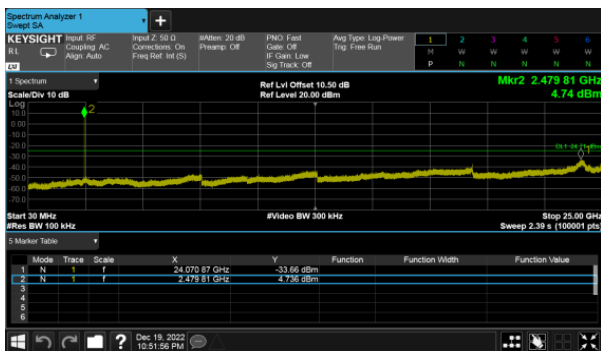 Spectrum Analyzer 1
Swept SA
KEYSIGHT Input: RF Input Z: 50 Ω #Atten: 20 dB PNO: Fast Avg Type: Log-Power 1 2 3 4 5 6
R L Coupling: AC Corrections: On Preamp: Off Gate: Off Trig: Free Run M W W W W W
Align: Auto Freq Ref: Int (S) IF Gain: Low P N N N N N
LXI Sig Track: Off
1 Spectrum Ref Lvl Offset 10.50 dB Mkr2 2.479 81 GHz
Scale/Div 10 dB Ref Level 20.00 dBm 4.74 dBm
Log
10.0
0.00
-10.0
-20.0
-30.0
-40.0
-50.0
-60.0
-70.0
2
1
Start 30 MHz #Video BW 300 kHz Stop 25.00 GHz
#Res BW 100 kHz Sweep 2.39 s (100001 pts)
5 Marker Table
Mode Trace Scale X Y Function Function Width Function Value
1 N 1 f 24.070 87 GHz -33.66 dBm
2 N 1 f 2.479 81 GHz 4.736 dBm
3
4
5
6
? Dec 19, 2022
10:51:56 PM